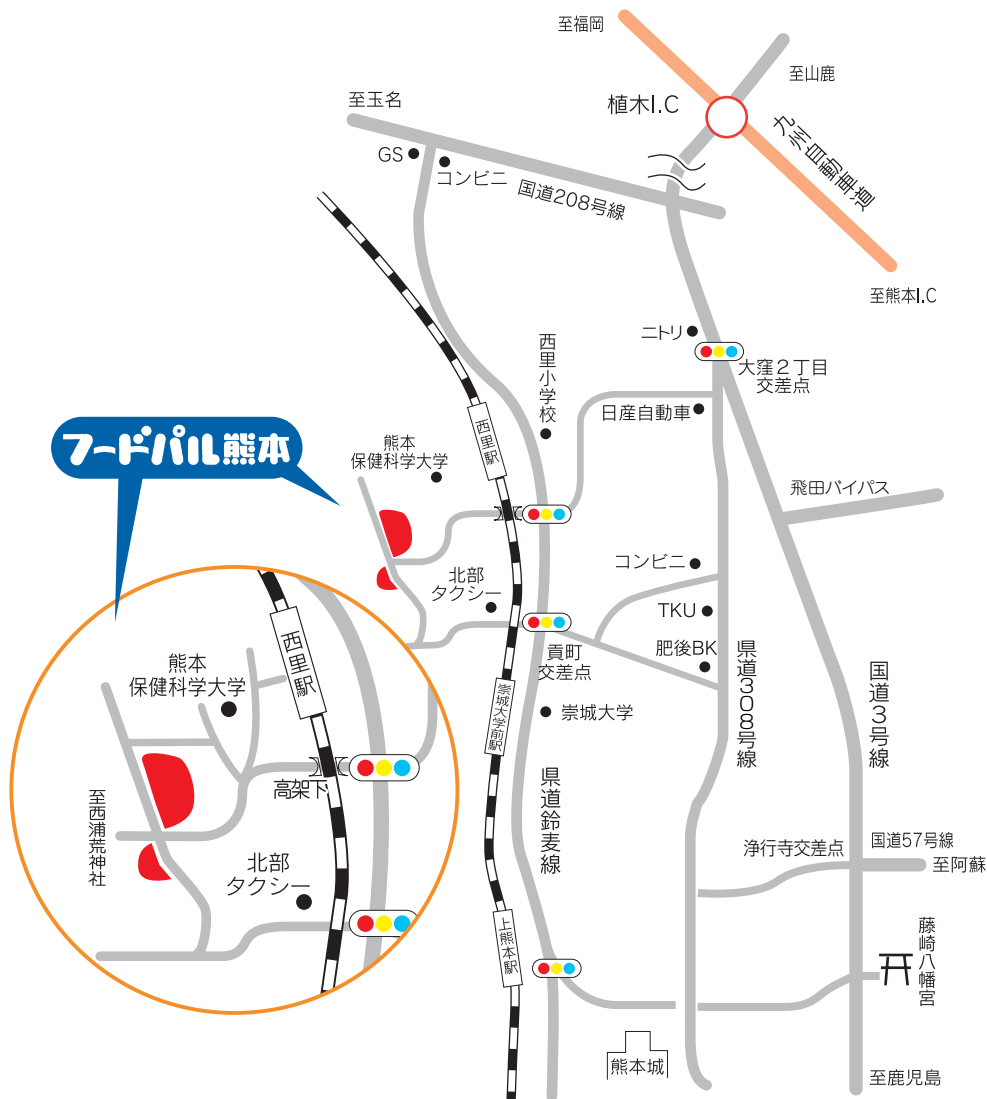 至福岡
至山鹿
植木I.C
九州自動車道
至玉名
GS
コンビニ
国道208号線
至熊本I.C
ニトリ
大窪２丁目
交差点
西里小学校
日産自動車
西里駅
フードパル熊本
熊本
保健科学大学
飛田バイパス
コンビニ
北部
タクシー
TKU
肥後BK
貢町
交差点
県道308号線
国道3号線
崇城大学前駅
崇城大学
西里駅
熊本
保健科学大学
高架下
至西浦荒神社
北部
タクシー
県道鈴麦線
浄行寺交差点
国道57号線
至阿蘇
上熊本駅
藤崎八幡宮
熊本城
至鹿児島